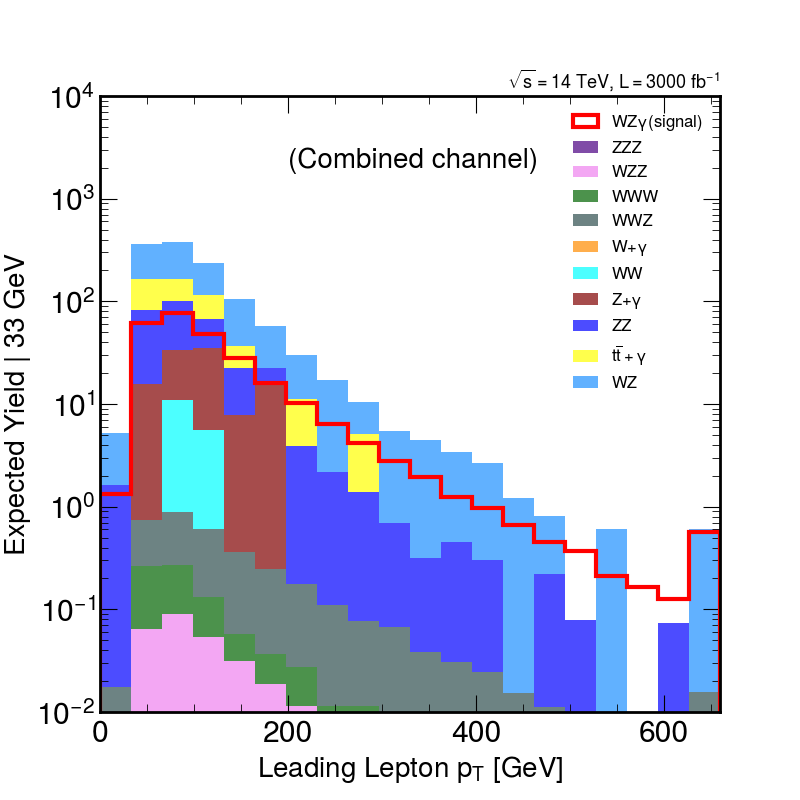 √s = 14 TeV, L = 3000 fb⁻¹
10⁴
10³
10²
10¹
10⁰
10⁻¹
10⁻²
Expected Yield | 33 GeV
(Combined channel)
WZγ(signal)
ZZZ
WZZ
WWW
WWZ
W+γ
WW
Z+γ
ZZ
tt̄+γ
WZ
0
200
400
600
Leading Lepton p_T [GeV]